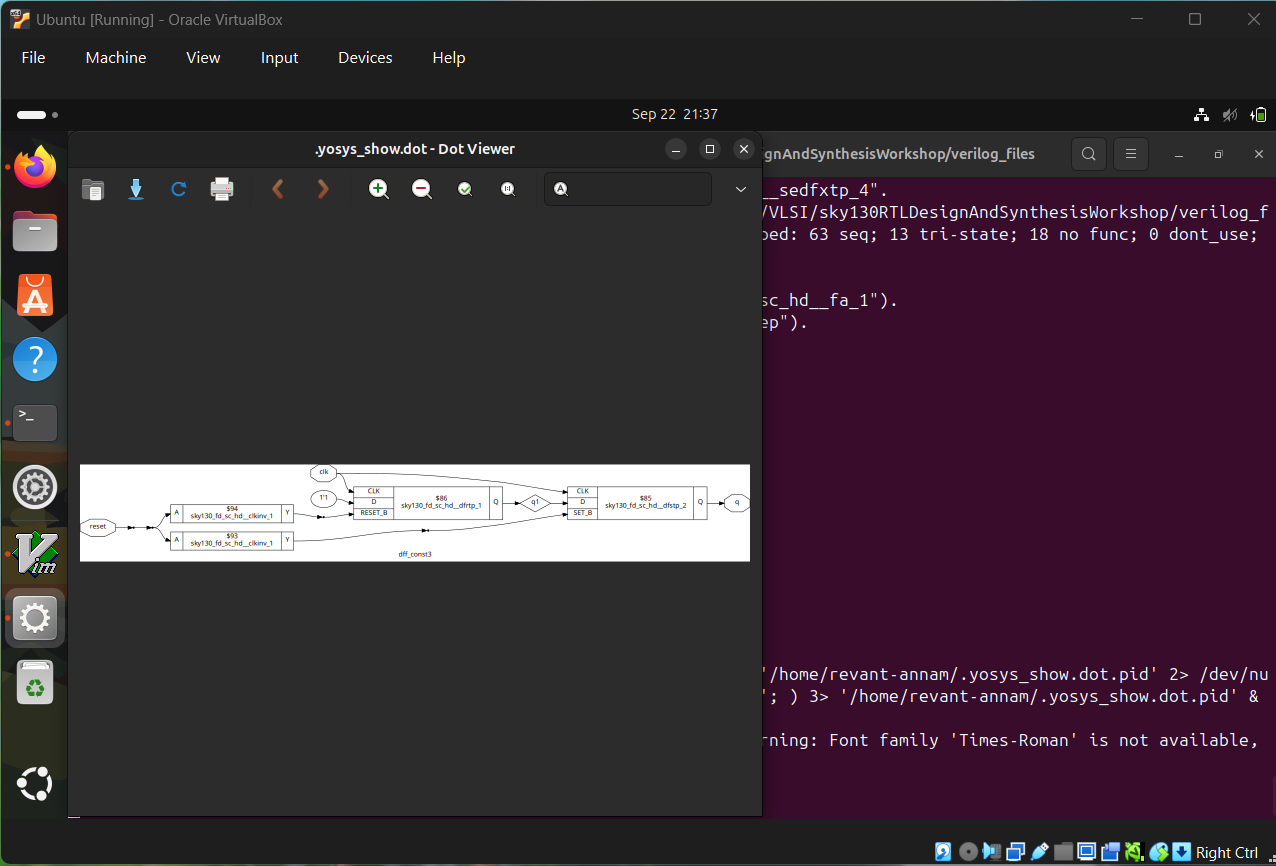 Ubuntu [Running] - Oracle VirtualBox
File Machine View Input Devices Help
Sep 22 21:37
.yosys_show.dot - Dot Viewer
gnAndSynthesisWorkshop/verilog_files
__sedfxtp_4".
/VLSI/sky130RTLDesignAndSynthesisWorkshop/verilog_f
ped: 63 seq; 13 tri-state; 18 no func; 0 dont_use;
sc_hd__fa_1").
ep").
clk
1'1
CLK
D
RESET_B
$86
sky130_fd_sc_hd__dfrtp_1
Q
q1
CLK
D
SET_B
$85
sky130_fd_sc_hd__dfstp_2
Q
q
reset
A
$94
sky130_fd_sc_hd__clkinv_1
Y
A
$93
sky130_fd_sc_hd__clkinv_1
Y
dff_const3
'/home/revant-annam/.yosys_show.dot.pid' 2> /dev/nu
'; ) 3> '/home/revant-annam/.yosys_show.dot.pid' &
rning: Font family 'Times-Roman' is not available,
Right Ctrl